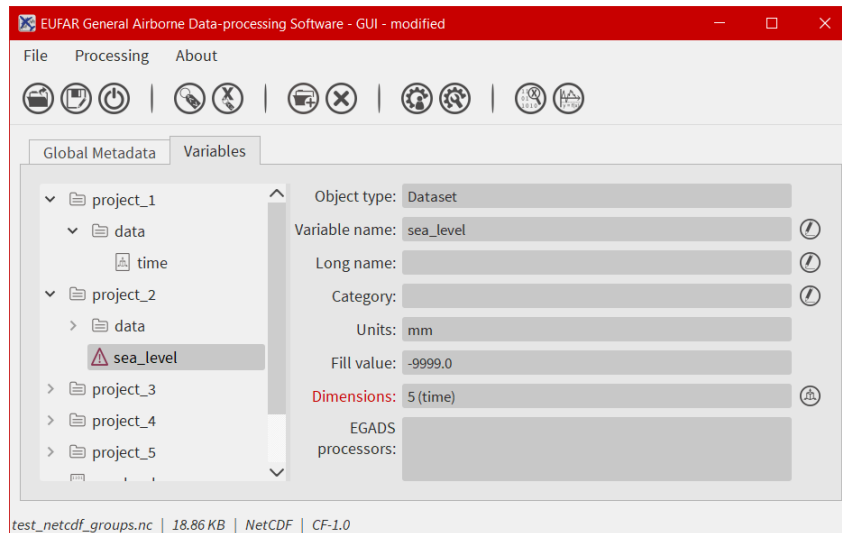 EUFAR General Airborne Data-processing Software - GUI - modified
File Processing About
Global Metadata Variables
project_1
data
time
project_2
data
sea_level
project_3
project_4
project_5
Object type: Dataset
Variable name: sea_level
Long name:
Category:
Units: mm
Fill value: -9999.0
Dimensions: 5 (time)
EGADS
processors:
test_netcdf_groups.nc | 18.86 KB | NetCDF | CF-1.0